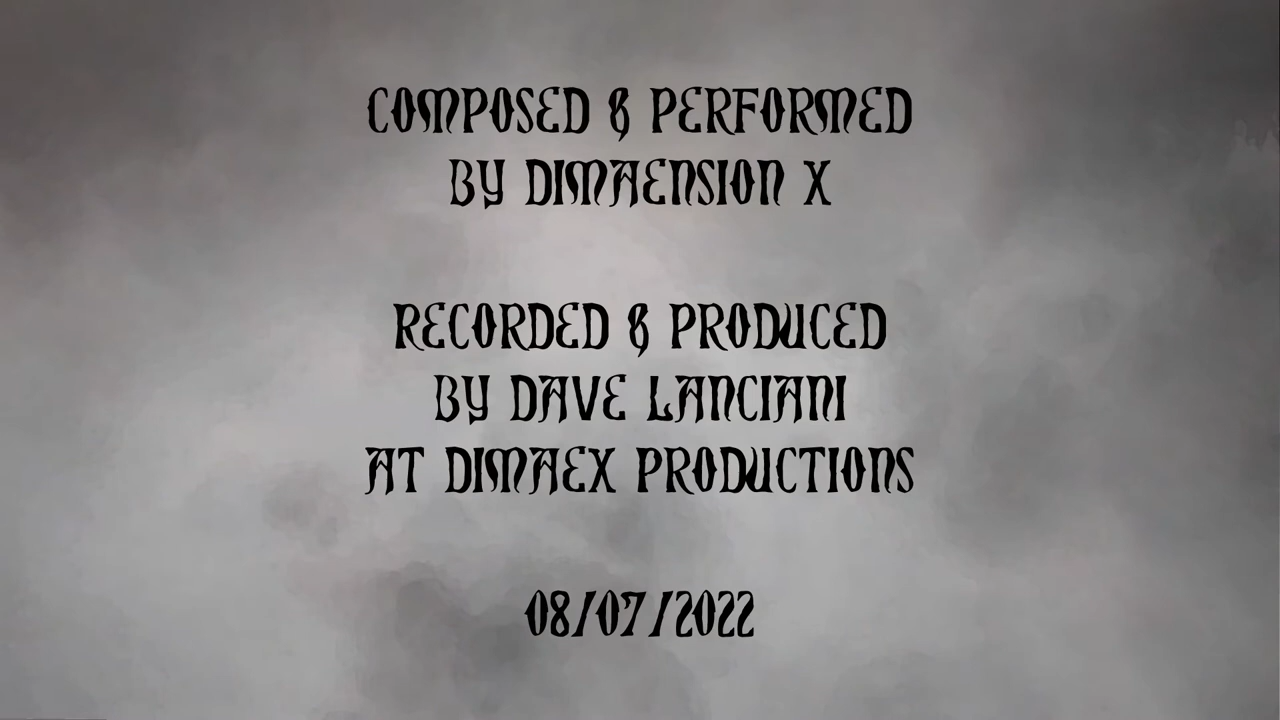 COMPOSED & PERFORMED
BY DIMAENSION X
RECORDED & PRODUCED
BY DAVE LANCIANI
AT DIMAEX PRODUCTIONS
08/07/2022